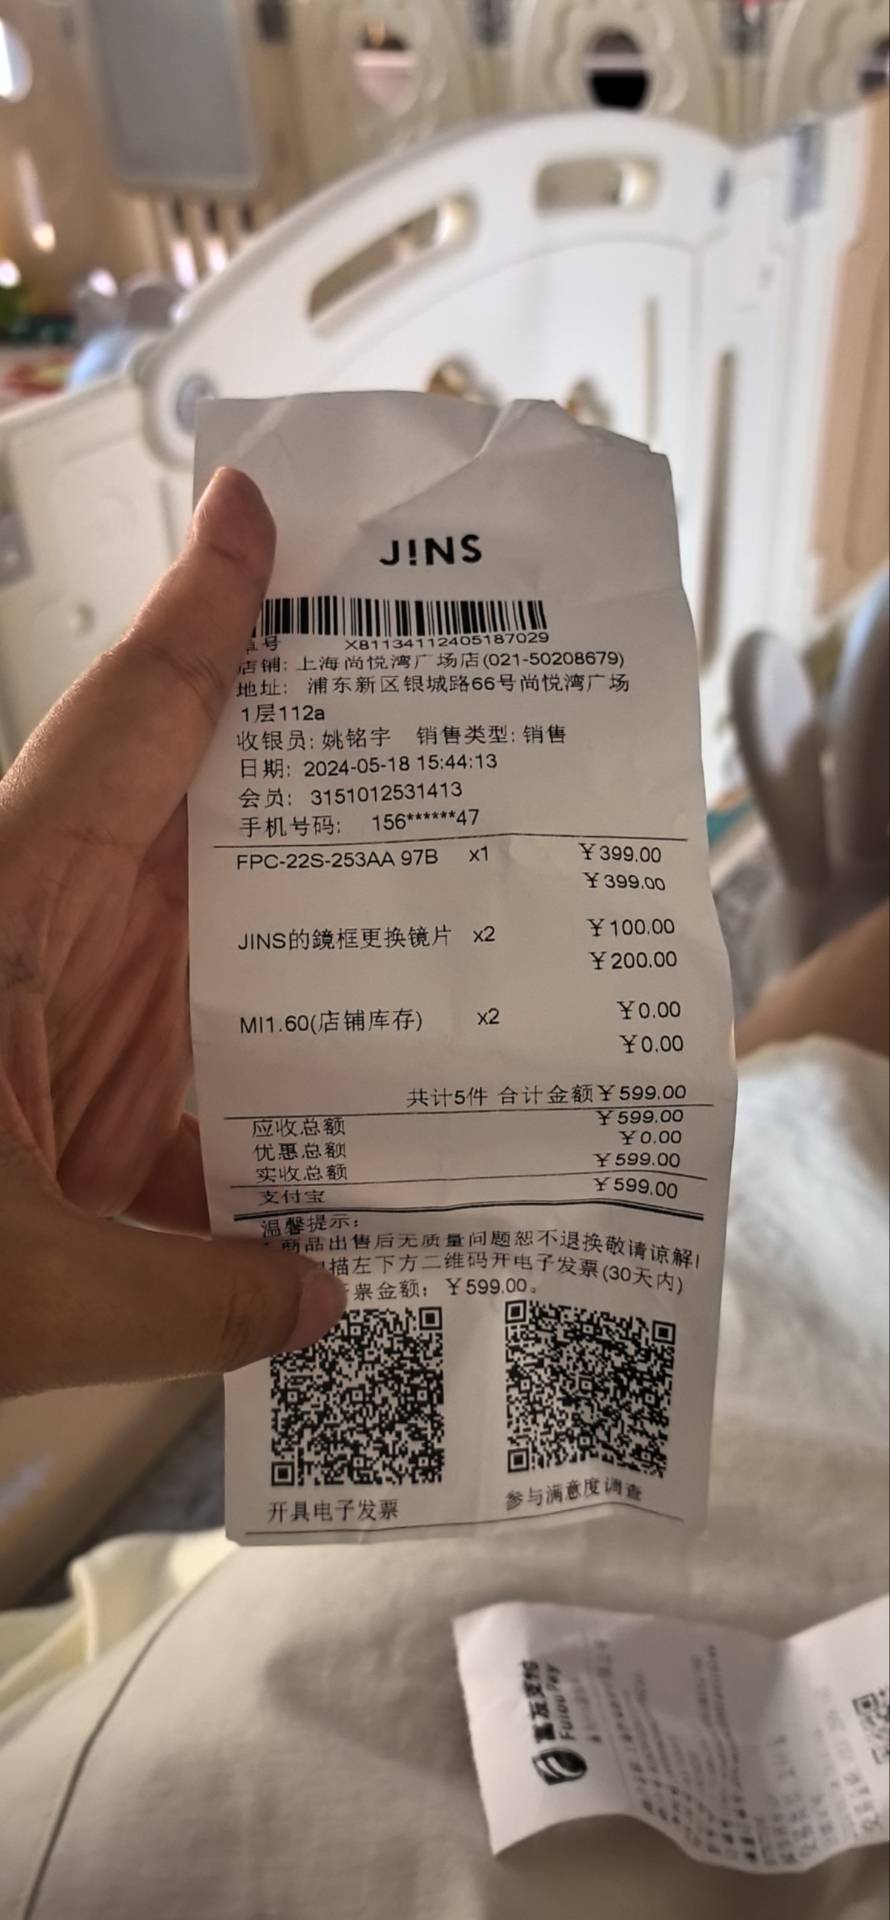 J!NS
单号 X81134112405187029
店铺: 上海尚悦湾广场店(021-50208679)
地址: 浦东新区银城路66号尚悦湾广场
1层112a
收银员: 姚铭宇 销售类型: 销售
日期: 2024-05-18 15:44:13
会员: 3151012531413
手机号码: 156******47
FPC-22S-253AA 97B x1 ¥399.00
¥399.00
JINS的鏡框更换镜片 x2 ¥100.00
¥200.00
MI1.60(店铺库存) x2 ¥0.00
¥0.00
共计5件 合计金额¥599.00
应收总额 ¥599.00
优惠总额 ¥0.00
实收总额 ¥599.00
支付宝 ¥599.00
温馨提示:
商品出售后无质量问题恕不退换敬请谅解!
描左下方二维码开电子发票(30天内)
票金额: ¥599.00。
开具电子发票 参与满意度调查
富友支付
Fuiou Pay